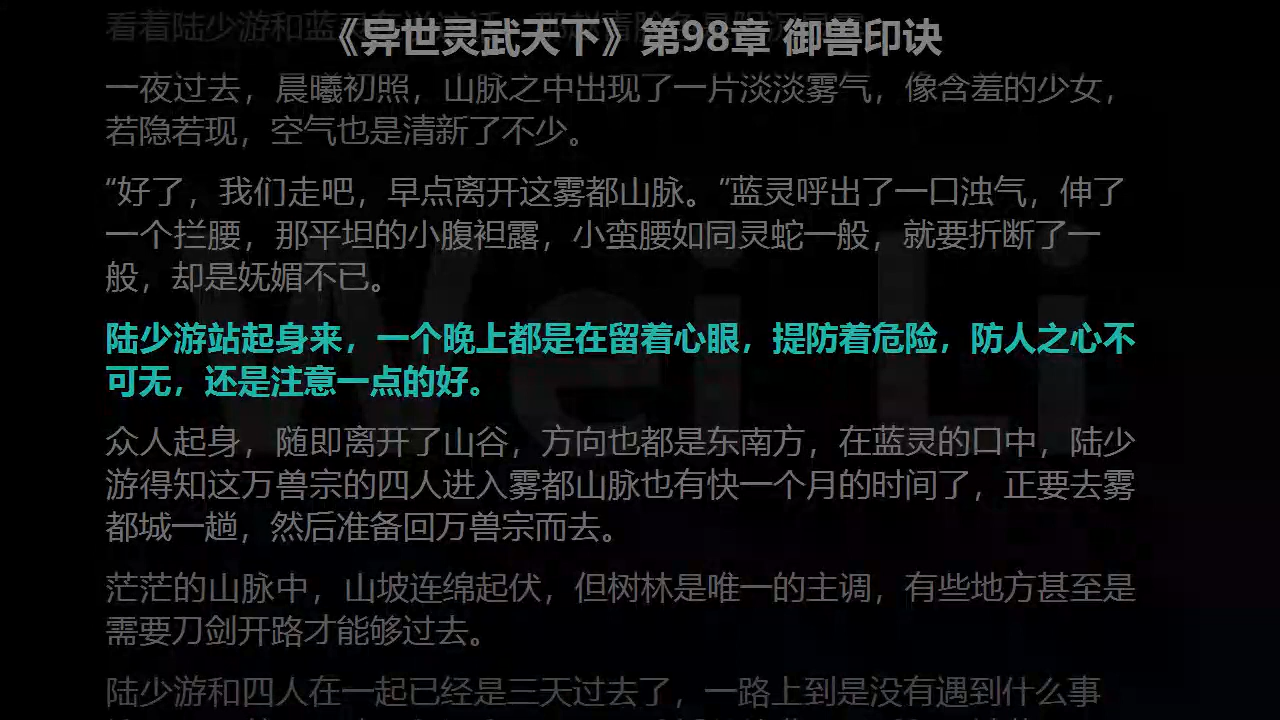 《异世灵武天下》第98章 御兽印诀
看着陆少游和蓝灵
一夜过去，晨曦初照，山脉之中出现了一片淡淡雾气，像含羞的少女，
若隐若现，空气也是清新了不少。
“好了，我们走吧，早点离开这雾都山脉。”蓝灵呼出了一口浊气，伸了
一个拦腰，那平坦的小腹袒露，小蛮腰如同灵蛇一般，就要折断了一
般，却是妩媚不已。
陆少游站起身来，一个晚上都是在留着心眼，提防着危险，防人之心不
可无，还是注意一点的好。
众人起身，随即离开了山谷，方向也都是东南方，在蓝灵的口中，陆少
游得知这万兽宗的四人进入雾都山脉也有快一个月的时间了，正要去雾
都城一趟，然后准备回万兽宗而去。
茫茫的山脉中，山坡连绵起伏，但树林是唯一的主调，有些地方甚至是
需要刀剑开路才能够过去。
陆少游和四人在一起已经是三天过去了，一路上到是没有遇到什么事
Wei Li